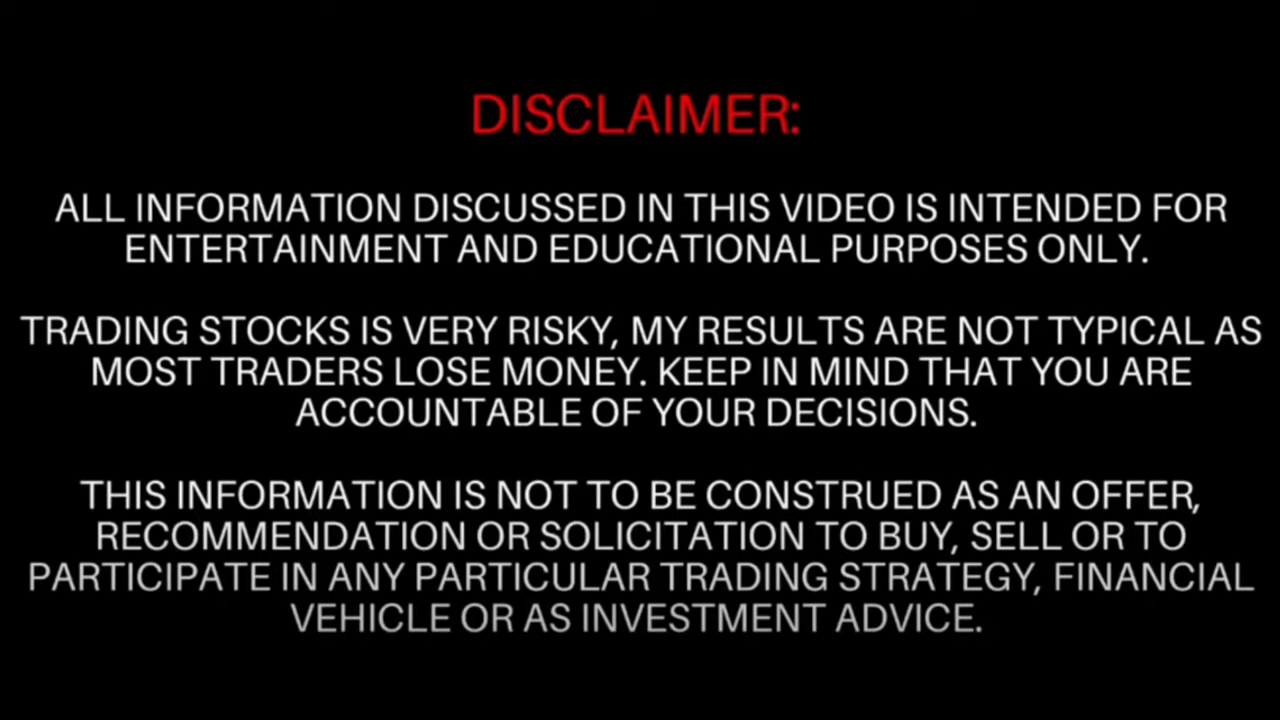 DISCLAIMER:
ALL INFORMATION DISCUSSED IN THIS VIDEO IS INTENDED FOR
ENTERTAINMENT AND EDUCATIONAL PURPOSES ONLY.
TRADING STOCKS IS VERY RISKY, MY RESULTS ARE NOT TYPICAL AS
MOST TRADERS LOSE MONEY. KEEP IN MIND THAT YOU ARE
ACCOUNTABLE OF YOUR DECISIONS.
THIS INFORMATION IS NOT TO BE CONSTRUED AS AN OFFER,
RECOMMENDATION OR SOLICITATION TO BUY, SELL OR TO
PARTICIPATE IN ANY PARTICULAR TRADING STRATEGY, FINANCIAL
VEHICLE OR AS INVESTMENT ADVICE.